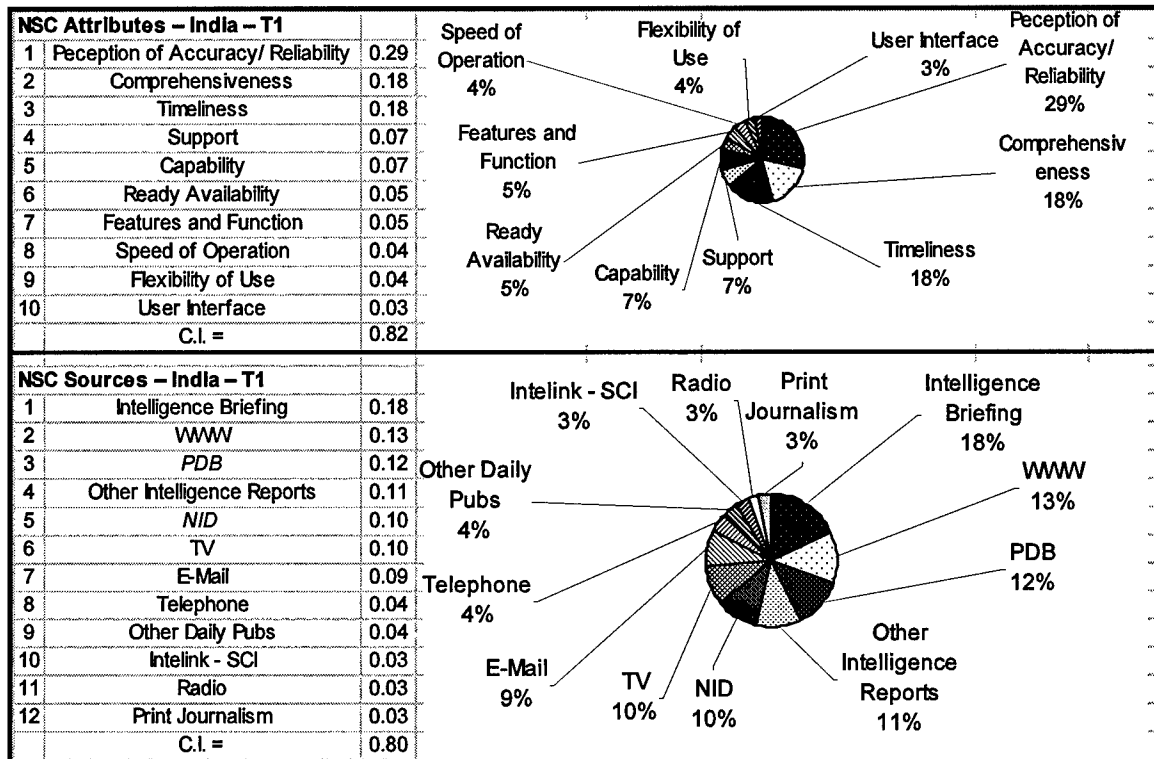 NSC Attributes – India – T1
1 Peception of Accuracy/ Reliability 0.29
2 Comprehensiveness 0.18
3 Timeliness 0.18
4 Support 0.07
5 Capability 0.07
6 Ready Availability 0.05
7 Features and Function 0.05
8 Speed of Operation 0.04
9 Flexibility of Use 0.04
10 User Interface 0.03
C.I. = 0.82
Speed of
Operation
4%
Flexibility of
Use
4%
User Interface
3%
Peception of
Accuracy/
Reliability
29%
Features and
Function
5%
Comprehensiv
eness
18%
Ready
Availability
5%
Capability
7%
Support
7%
Timeliness
18%
NSC Sources – India – T1
1 Intelligence Briefing 0.18
2 WWW 0.13
3 PDB 0.12
4 Other Intelligence Reports 0.11
5 NID 0.10
6 TV 0.10
7 E-Mail 0.09
8 Telephone 0.04
9 Other Daily Pubs 0.04
10 Intelink - SCI 0.03
11 Radio 0.03
12 Print Journalism 0.03
C.I. = 0.80
Intelink - SCI
3%
Radio
3%
Print
Journalism
3%
Intelligence
Briefing
18%
Other Daily
Pubs
4%
WWW
13%
Telephone
4%
PDB
12%
E-Mail
9%
TV
10%
NID
10%
Other
Intelligence
Reports
11%